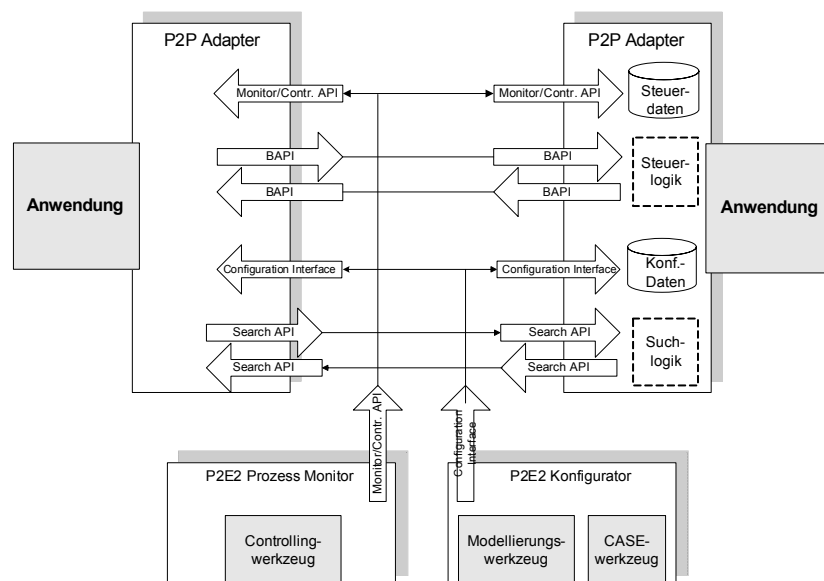 P2P Adapter
P2P Adapter
Monitor/Contr. API
Monitor/Contr. API
Steuer-
daten
BAPI
BAPI
Steuer-
logik
BAPI
BAPI
Anwendung
Anwendung
Configuration Interface
Configuration Interface
Konf.-
Daten
Search API
Search API
Such-
logik
Search API
Search API
Monitor/Contr. API
Configuration
Interface
P2E2 Prozess Monitor
P2E2 Konfigurator
Controlling-
werkzeug
Modellierungs-
werkzeug
CASE-
werkzeug